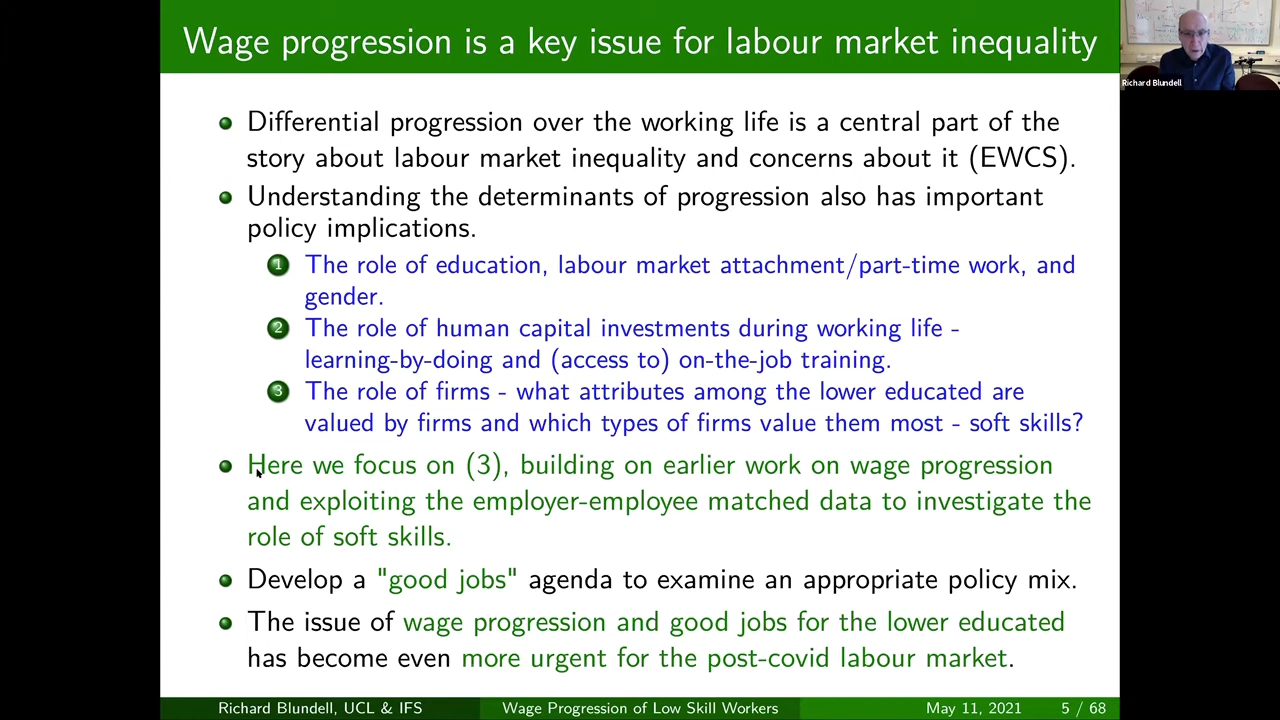 Wage progression is a key issue for labour market inequality
Richard Blundell
Differential progression over the working life is a central part of the
story about labour market inequality and concerns about it (EWCS).
Understanding the determinants of progression also has important
policy implications.
1 The role of education, labour market attachment/part-time work, and
gender.
2 The role of human capital investments during working life -
learning-by-doing and (access to) on-the-job training.
3 The role of firms - what attributes among the lower educated are
valued by firms and which types of firms value them most - soft skills?
Here we focus on (3), building on earlier work on wage progression
and exploiting the employer-employee matched data to investigate the
role of soft skills.
Develop a "good jobs" agenda to examine an appropriate policy mix.
The issue of wage progression and good jobs for the lower educated
has become even more urgent for the post-covid labour market.
Richard Blundell, UCL & IFS Wage Progression of Low Skill Workers May 11, 2021 5 / 68